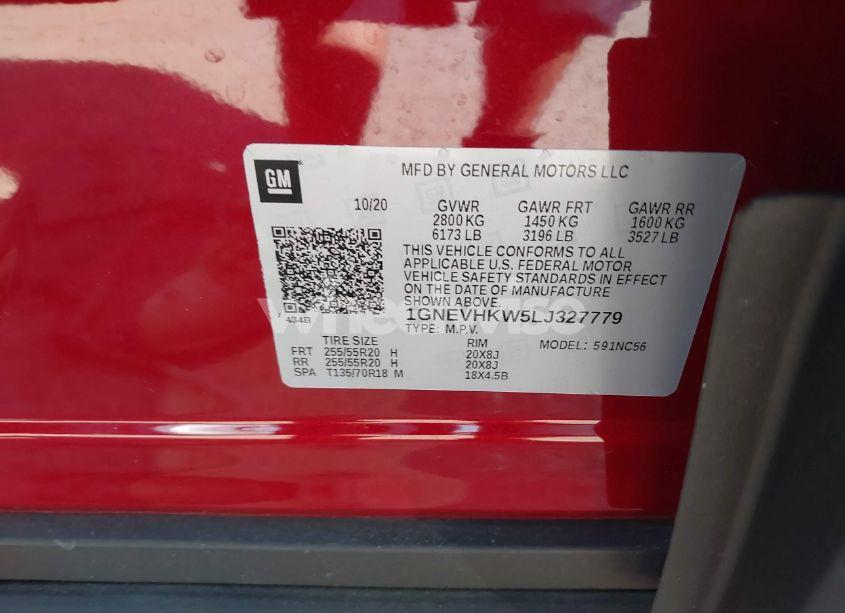 GM
MFD BY GENERAL MOTORS LLC
10/20 GVWR GAWR FRT GAWR RR
2800 KG 1450 KG 1600 KG
6173 LB 3196 LB 3527 LB
THIS VEHICLE CONFORMS TO ALL
APPLICABLE U.S. FEDERAL MOTOR
VEHICLE SAFETY STANDARDS IN EFFECT
ON THE DATE OF MANUFACTURE
SHOWN ABOVE.
434B
1GNEVHKW5LJ327779
TYPE: M.P.V.
TIRE SIZE RIM MODEL: 591NC56
FRT 255/55R20 H 20X8J
RR 255/55R20 H 20X8J
SPA T135/70R18 M 18X4.5B